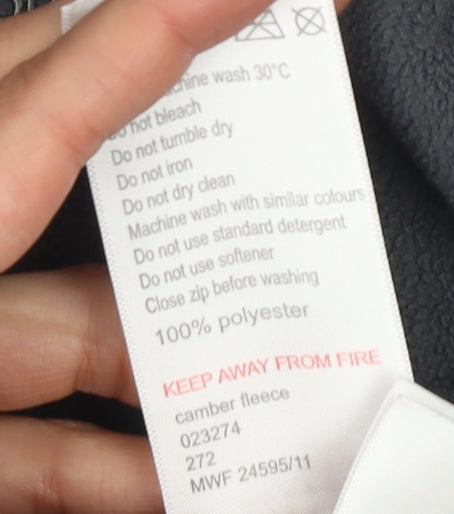 wash 30°C
Do not bleach
Do not tumble dry
Do not iron
Do not dry clean
Machine wash with similar colours
Do not use standard detergent
Do not use softener
Close zip before washing
100% polyester
KEEP AWAY FROM FIRE
camber fleece
023274
272
MWF 24595/11